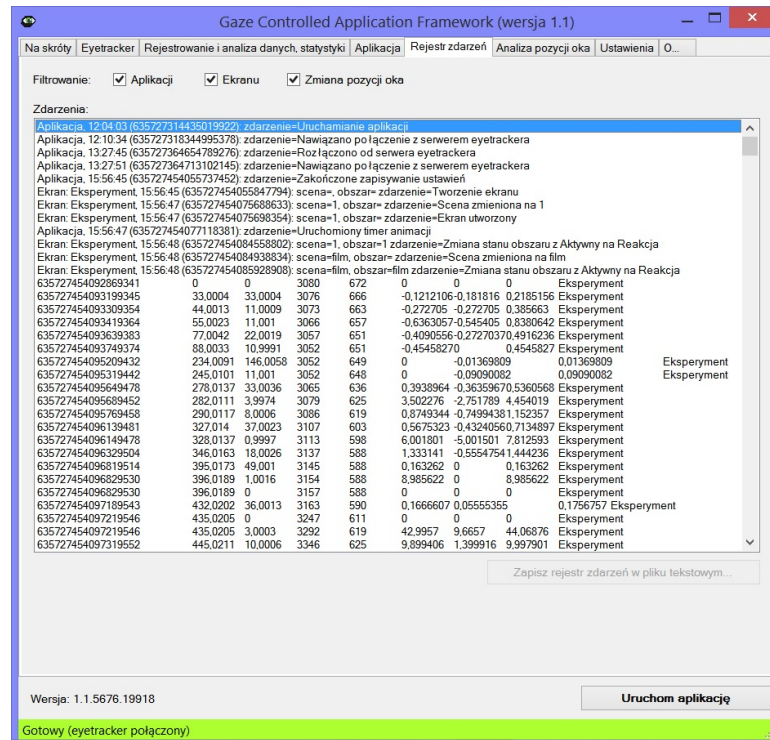 Gaze Controlled Application Framework (wersja 1.1)
Na skróty Eyetracker Rejestrowanie i analiza danych, statystyki Aplikacja Rejestr zdarzeń Analiza pozycji oka Ustawienia O...
Filtrowanie: Aplikacji Ekranu Zmiana pozycji oka
Zdarzenia:
Aplikacja, 12:04:03 (635727314435019922): zdarzenie=Uruchamianie aplikacji
Aplikacja, 12:10:34 (635727318344995378): zdarzenie=Nawiązano połączenie z serwerem eyetrackera
Aplikacja, 13:27:45 (635727364654789276): zdarzenie=Rozłączono od serwera eyetrackera
Aplikacja, 13:27:51 (635727364713102145): zdarzenie=Nawiązano połączenie z serwerem eyetrackera
Aplikacja, 15:56:45 (635727454055737452): zdarzenie=Zakończone zapisywanie ustawień
Ekran: Eksperyment, 15:56:45 (635727454055847794): scena=, obszar= zdarzenie=Tworzenie ekranu
Ekran: Eksperyment, 15:56:47 (635727454075688633): scena=1, obszar= zdarzenie=Scena zmieniona na 1
Ekran: Eksperyment, 15:56:47 (635727454075698354): scena=1, obszar= zdarzenie=Ekran utworzony
Aplikacja, 15:56:47 (635727454077118381): zdarzenie=Uruchomiony timer animacji
Ekran: Eksperyment, 15:56:48 (635727454084558802): scena=1, obszar=1 zdarzenie=Zmiana stanu obszaru z Aktywny na Reakcja
Ekran: Eksperyment, 15:56:48 (635727454084938834): scena=film, obszar= zdarzenie=Scena zmieniona na film
Ekran: Eksperyment, 15:56:48 (635727454085928908): scena=film, obszar=film zdarzenie=Zmiana stanu obszaru z Aktywny na Reakcja
635727454092869341 0 0 3080 672 0 0 0 Eksperyment
635727454093199345 33,0004 33,0004 3076 666 -0,1212106 -0,181816 0,2185156 Eksperyment
635727454093309354 44,0013 11,0009 3073 663 -0,272705 -0,272705 0,385663 Eksperyment
635727454093419364 55,0023 11,001 3066 657 -0,6363057 -0,545405 0,8380642 Eksperyment
635727454093639383 77,0042 22,0019 3057 651 -0,4090556 -0,2727037 0,4916236 Eksperyment
635727454093749374 88,0033 10,9991 3052 651 -0,4545827 0 0,4545827 Eksperyment
635727454095209432 234,0091 146,0058 3052 649 0 -0,01369809 0,01369809 Eksperyment
635727454095319442 245,0101 11,001 3052 648 0 -0,09090082 0,09090082 Eksperyment
635727454095649478 278,0137 33,0036 3065 636 0,3938964 -0,3635967 0,5360568 Eksperyment
635727454095689452 282,0111 3,9974 3079 625 3,502276 -2,751789 4,454019 Eksperyment
635727454095769458 290,0117 8,0006 3086 619 0,8749344 -0,7499438 1,152357 Eksperyment
635727454096139481 327,014 37,0023 3107 603 0,5675323 -0,4324056 0,7134897 Eksperyment
635727454096149478 328,0137 0,9997 3113 598 6,001801 -5,001501 7,812593 Eksperyment
635727454096329504 346,0163 18,0026 3137 588 1,333141 -0,5554754 1,444236 Eksperyment
635727454096819514 395,0173 49,001 3145 588 0,163262 0 0,163262 Eksperyment
635727454096829530 396,0189 1,0016 3154 588 8,985622 0 8,985622 Eksperyment
635727454096829530 396,0189 0 3157 588 0 0 0 Eksperyment
635727454097189543 432,0202 36,0013 3163 590 0,1666607 0,05555355 0,1756757 Eksperyment
635727454097219546 435,0205 0 3247 611 0 0 0 Eksperyment
635727454097219546 435,0205 3,0003 3292 619 42,9957 9,6657 44,06876 Eksperyment
635727454097319552 445,0211 10,0006 3346 625 9,899406 1,399916 9,997901 Eksperyment
Zapisz rejestr zdarzeń w pliku tekstowym...
Wersja: 1.1.5676.19918 Uruchom aplikację
Gotowy (eyetracker połączony)